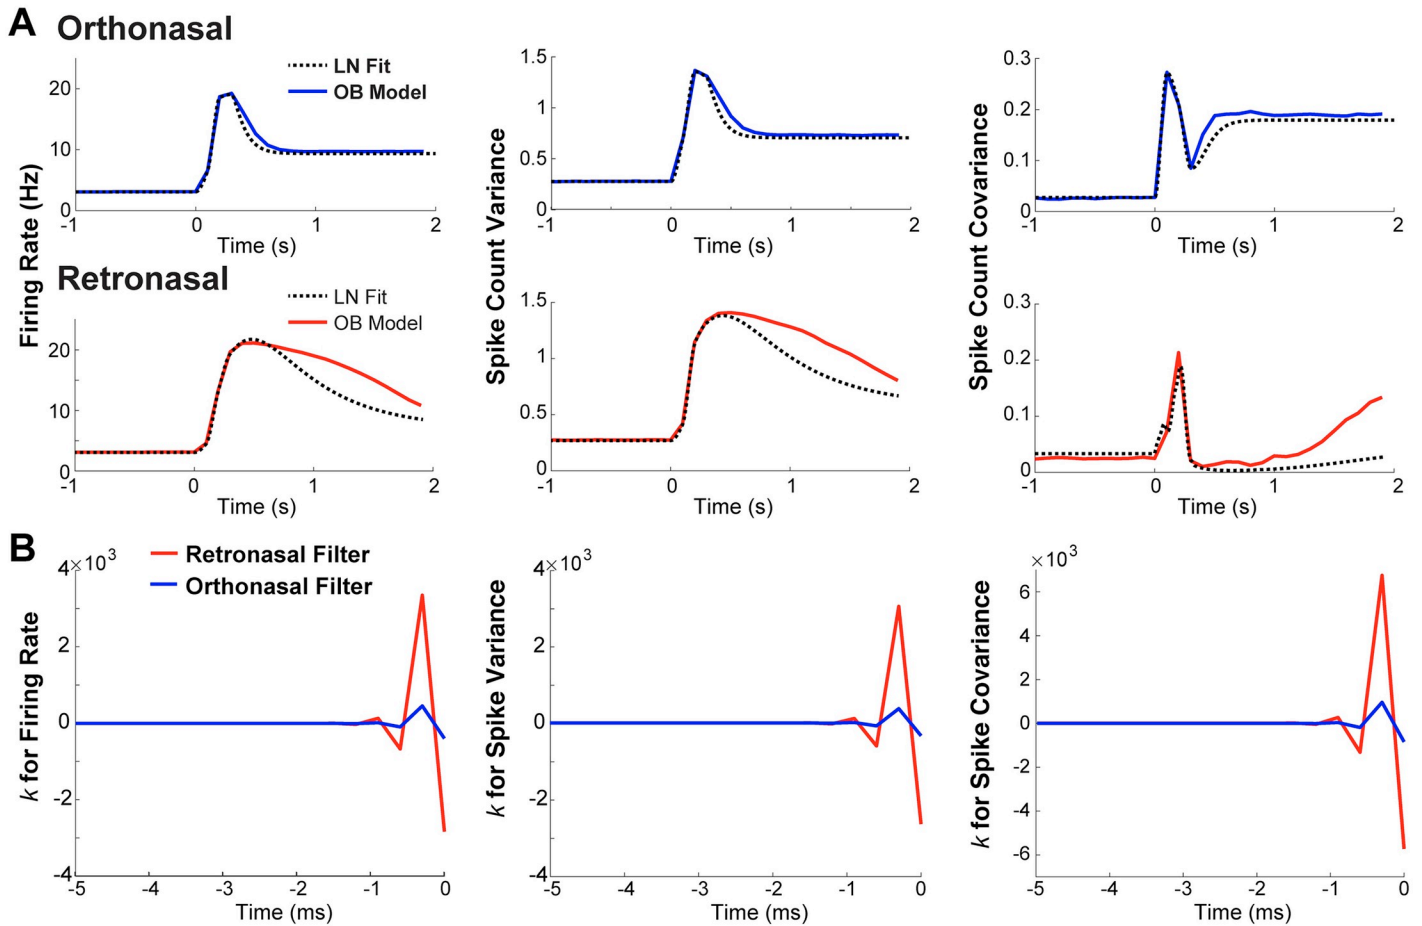 A Orthonasal
LN Fit
OB Model
Firing Rate (Hz)
20
10
0
-1 0 1 2
Time (s)
Spike Count Variance
1.5
1
0.5
0
-1 0 1 2
Time (s)
Spike Count Covariance
0.3
0.2
0.1
0
-1 0 1 2
Time (s)
Retronasal
LN Fit
OB Model
20
10
0
-1 0 1 2
Time (s)
1.5
1
0.5
0
-1 0 1 2
Time (s)
0.3
0.2
0.1
0
-1 0 1 2
Time (s)
B
Retronasal Filter
Orthonasal Filter
k for Firing Rate
×10³
4
2
0
-2
-4
-5 -4 -3 -2 -1 0
Time (ms)
k for Spike Variance
×10³
4
2
0
-2
-4
-5 -4 -3 -2 -1 0
Time (ms)
k for Spike Covariance
×10³
6
4
2
0
-2
-4
-6
-5 -4 -3 -2 -1 0
Time (ms)